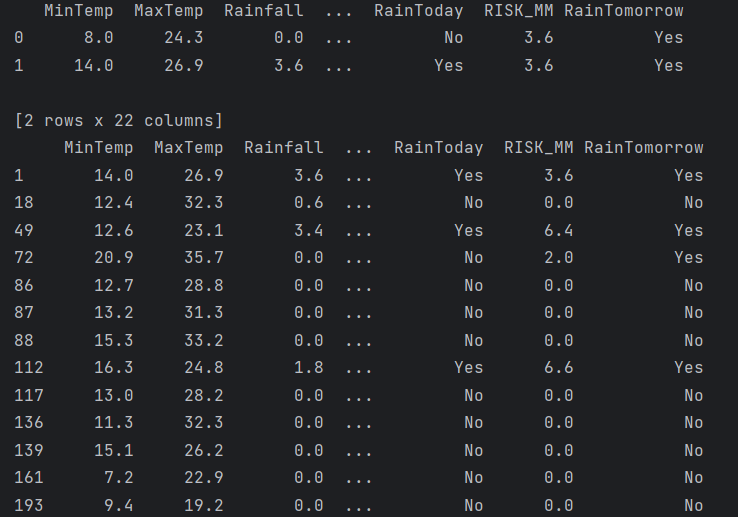 MinTemp MaxTemp Rainfall ... RainToday RISK_MM RainTomorrow
0 8.0 24.3 0.0 ... No 3.6 Yes
1 14.0 26.9 3.6 ... Yes 3.6 Yes
[2 rows x 22 columns]
MinTemp MaxTemp Rainfall ... RainToday RISK_MM RainTomorrow
1 14.0 26.9 3.6 ... Yes 3.6 Yes
18 12.4 32.3 0.6 ... No 0.0 No
49 12.6 23.1 3.4 ... Yes 6.4 Yes
72 20.9 35.7 0.0 ... No 2.0 Yes
86 12.7 28.8 0.0 ... No 0.0 No
87 13.2 31.3 0.0 ... No 0.0 No
88 15.3 33.2 0.0 ... No 0.0 No
112 16.3 24.8 1.8 ... Yes 6.6 Yes
117 13.0 28.2 0.0 ... No 0.0 No
136 11.3 32.3 0.0 ... No 0.0 No
139 15.1 26.2 0.0 ... No 0.0 No
161 7.2 22.9 0.0 ... No 0.0 No
193 9.4 19.2 0.0 ... No 0.0 No